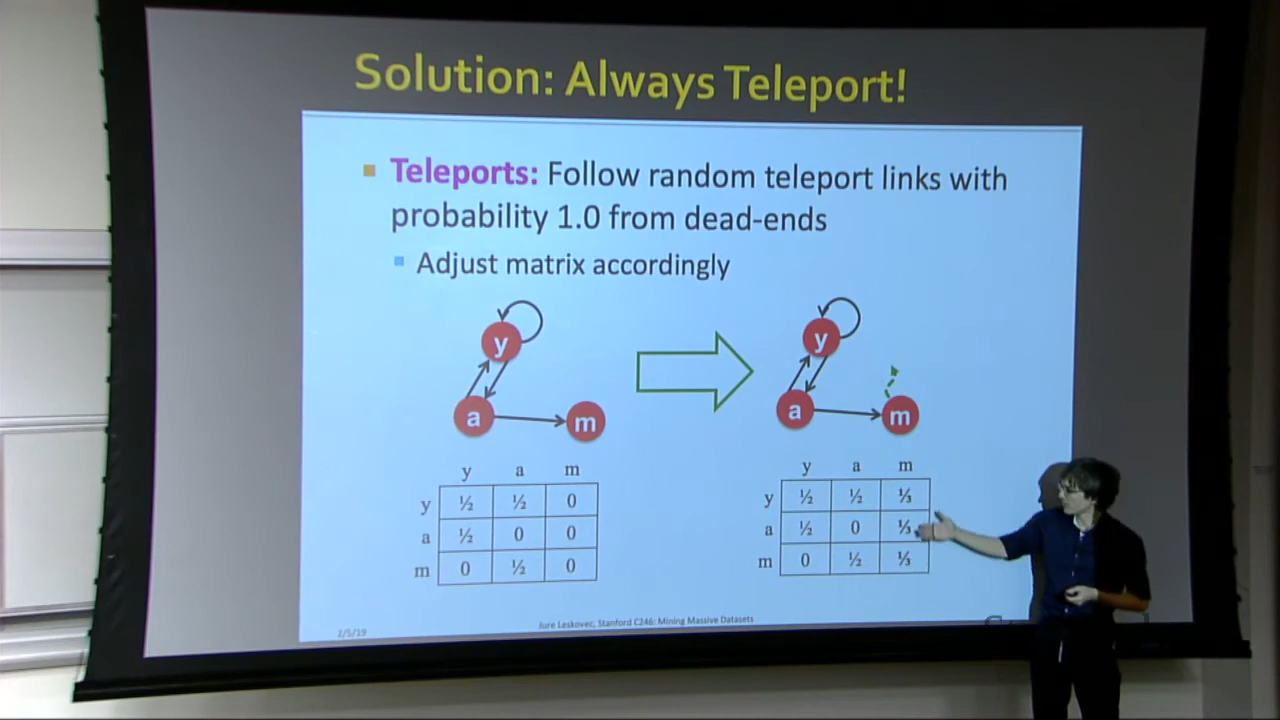 Solution: Always Teleport!
Teleports: Follow random teleport links with
probability 1.0 from dead-ends
Adjust matrix accordingly
y
a
m
y
a
m
y a m
y ½ ½ 0
a ½ 0 0
m 0 ½ 0
y a m
y ½ ½ ⅓
a ½ 0 ⅓
m 0 ½ ⅓
2/5/19
Jure Leskovec, Stanford C246: Mining Massive Datasets